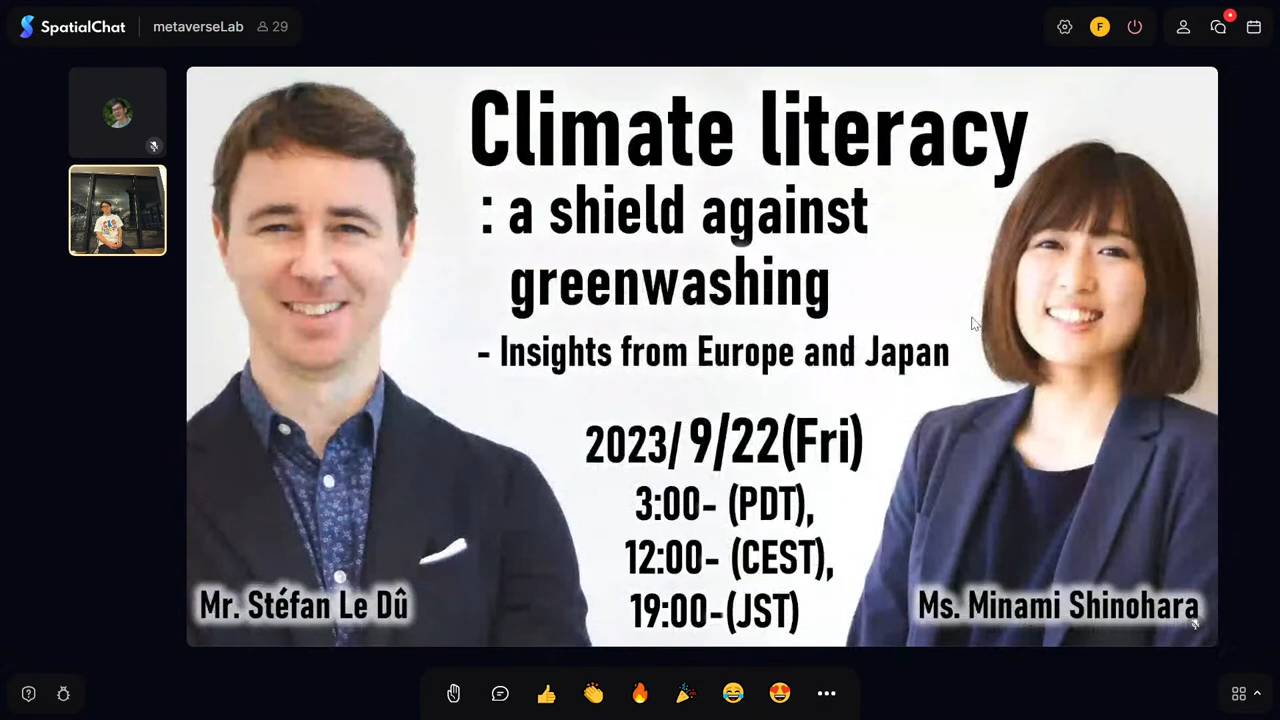 SpatialChat
metaverseLab
29
F
Climate literacy
: a shield against
greenwashing
- Insights from Europe and Japan
2023/ 9/22(Fri)
3:00- (PDT),
12:00- (CEST),
19:00-(JST)
Mr. Stéfan Le Dû
Ms. Minami Shinohara